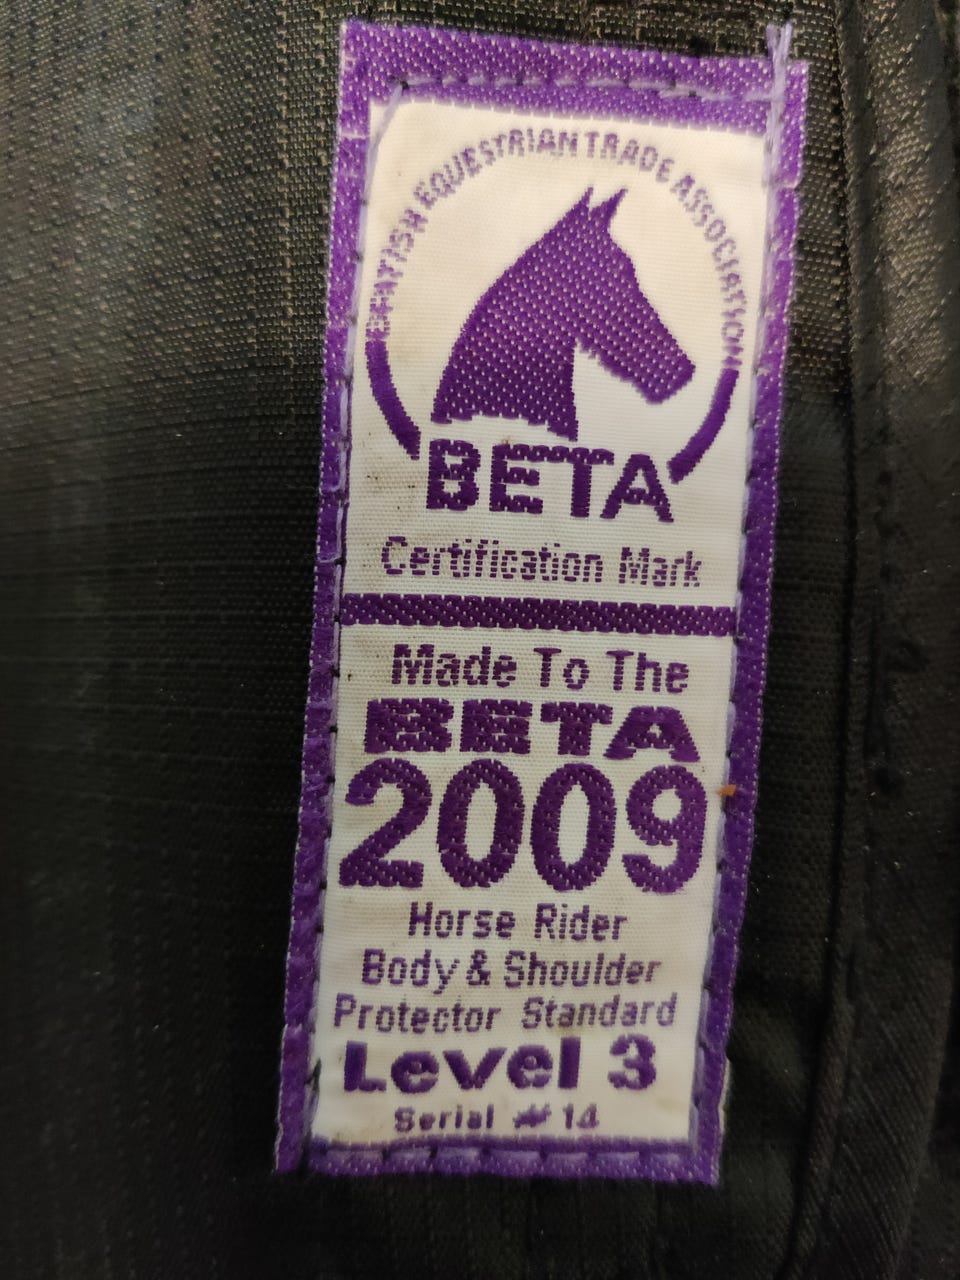 BRITISH EQUESTRIAN TRADE ASSOCIATION
BETA
Certification Mark
Made To The
BETA
2009
Horse Rider
Body & Shoulder
Protector Standard
Level 3
Serial # 14